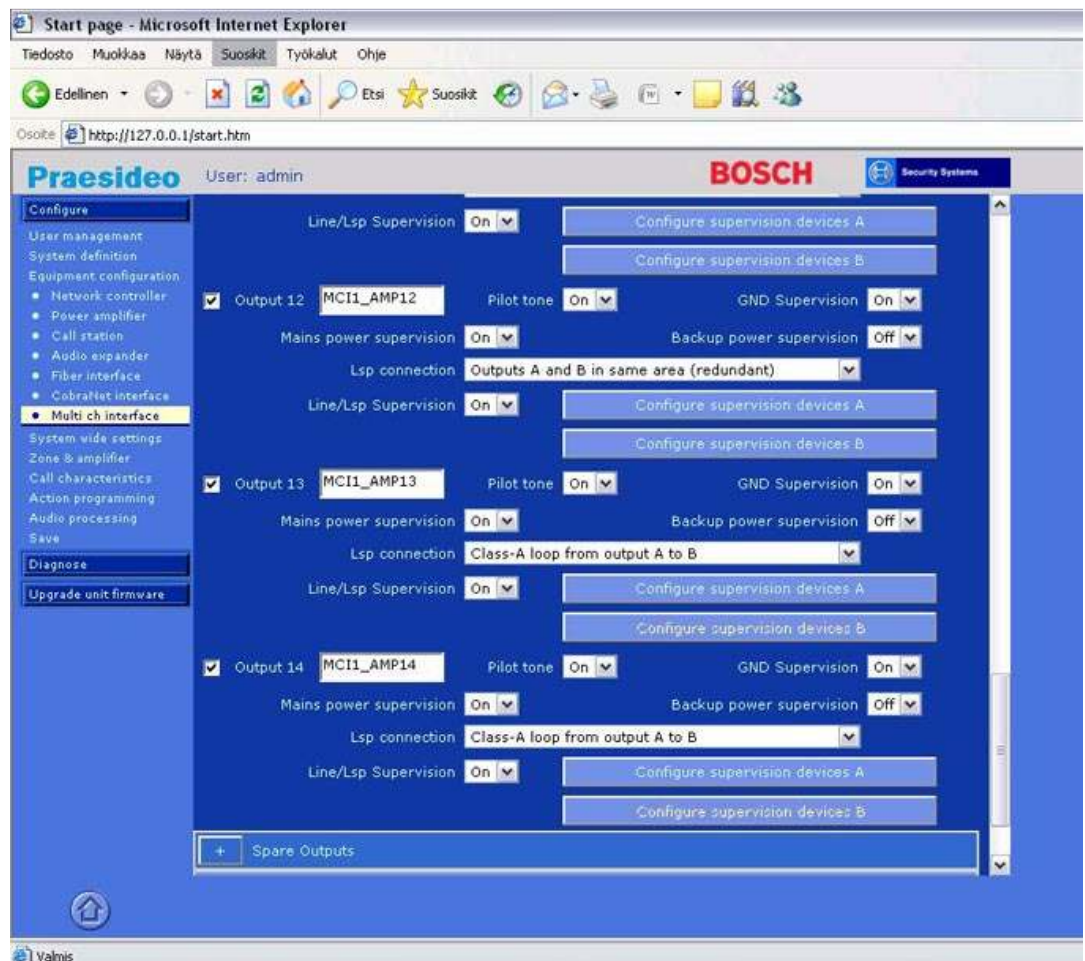 Start page - Microsoft Internet Explorer
Tiedosto Muokkaa Näytä Suosikit Työkalut Ohje
Edellinen Etsi Suosikit
Osoite http://127.0.0.1/start.htm
Praesideo User: admin BOSCH Security Systems
Configure
User management
System definition
Equipment configuration
Network controller
Power amplifier
Call station
Audio expander
Fiber interface
CobraNet interface
Multi ch interface
System wide settings
Zone & amplifier
Call characteristics
Action programming
Audio processing
Save
Diagnose
Upgrade unit firmware
Line/Lsp Supervision On Configure supervision devices A
Configure supervision devices B
Output 12 MCI1_AMP12 Pilot tone On GND Supervision On
Mains power supervision On Backup power supervision Off
Lsp connection Outputs A and B in same area (redundant)
Line/Lsp Supervision On Configure supervision devices A
Configure supervision devices B
Output 13 MCI1_AMP13 Pilot tone On GND Supervision On
Mains power supervision On Backup power supervision Off
Lsp connection Class-A loop from output A to B
Line/Lsp Supervision On Configure supervision devices A
Configure supervision devices B
Output 14 MCI1_AMP14 Pilot tone On GND Supervision On
Mains power supervision On Backup power supervision Off
Lsp connection Class-A loop from output A to B
Line/Lsp Supervision On Configure supervision devices A
Configure supervision devices B
+ Spare Outputs
Valmis